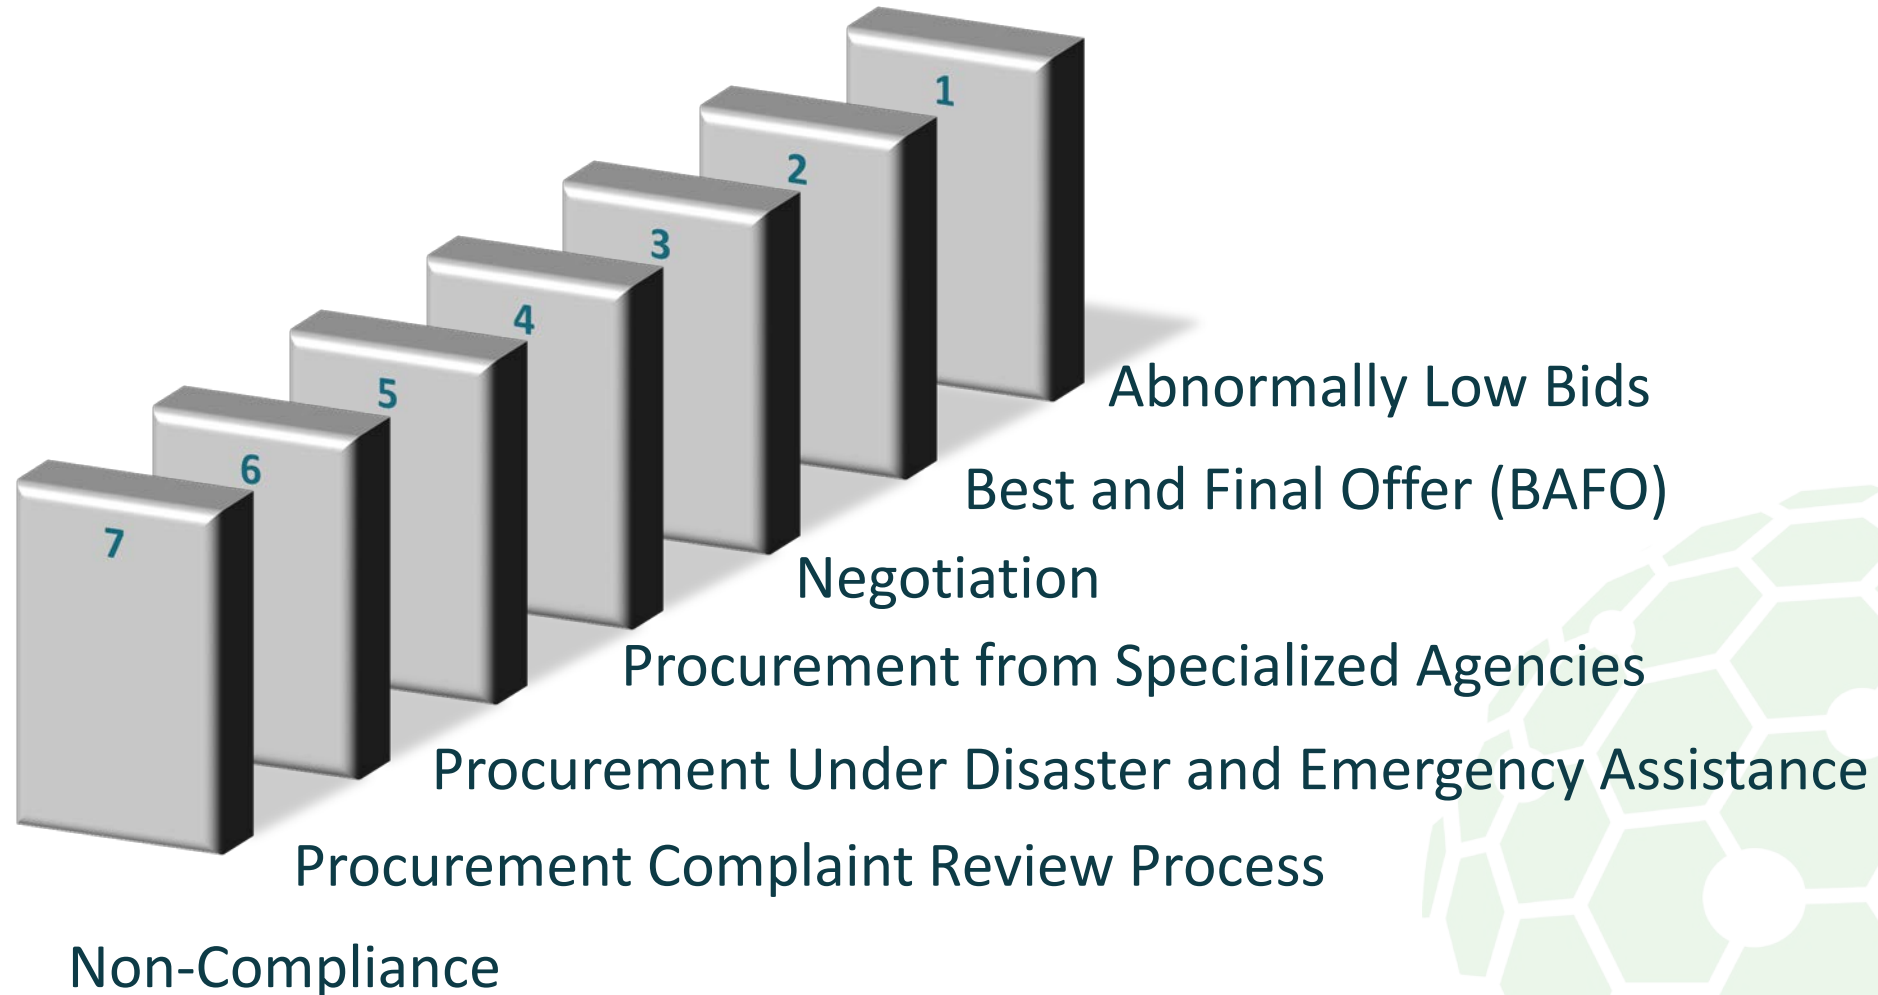 1
2
3
4
5
6
7
Abnormally Low Bids
Best and Final Offer (BAFO)
Negotiation
Procurement from Specialized Agencies
Procurement Under Disaster and Emergency Assistance
Procurement Complaint Review Process
Non-Compliance